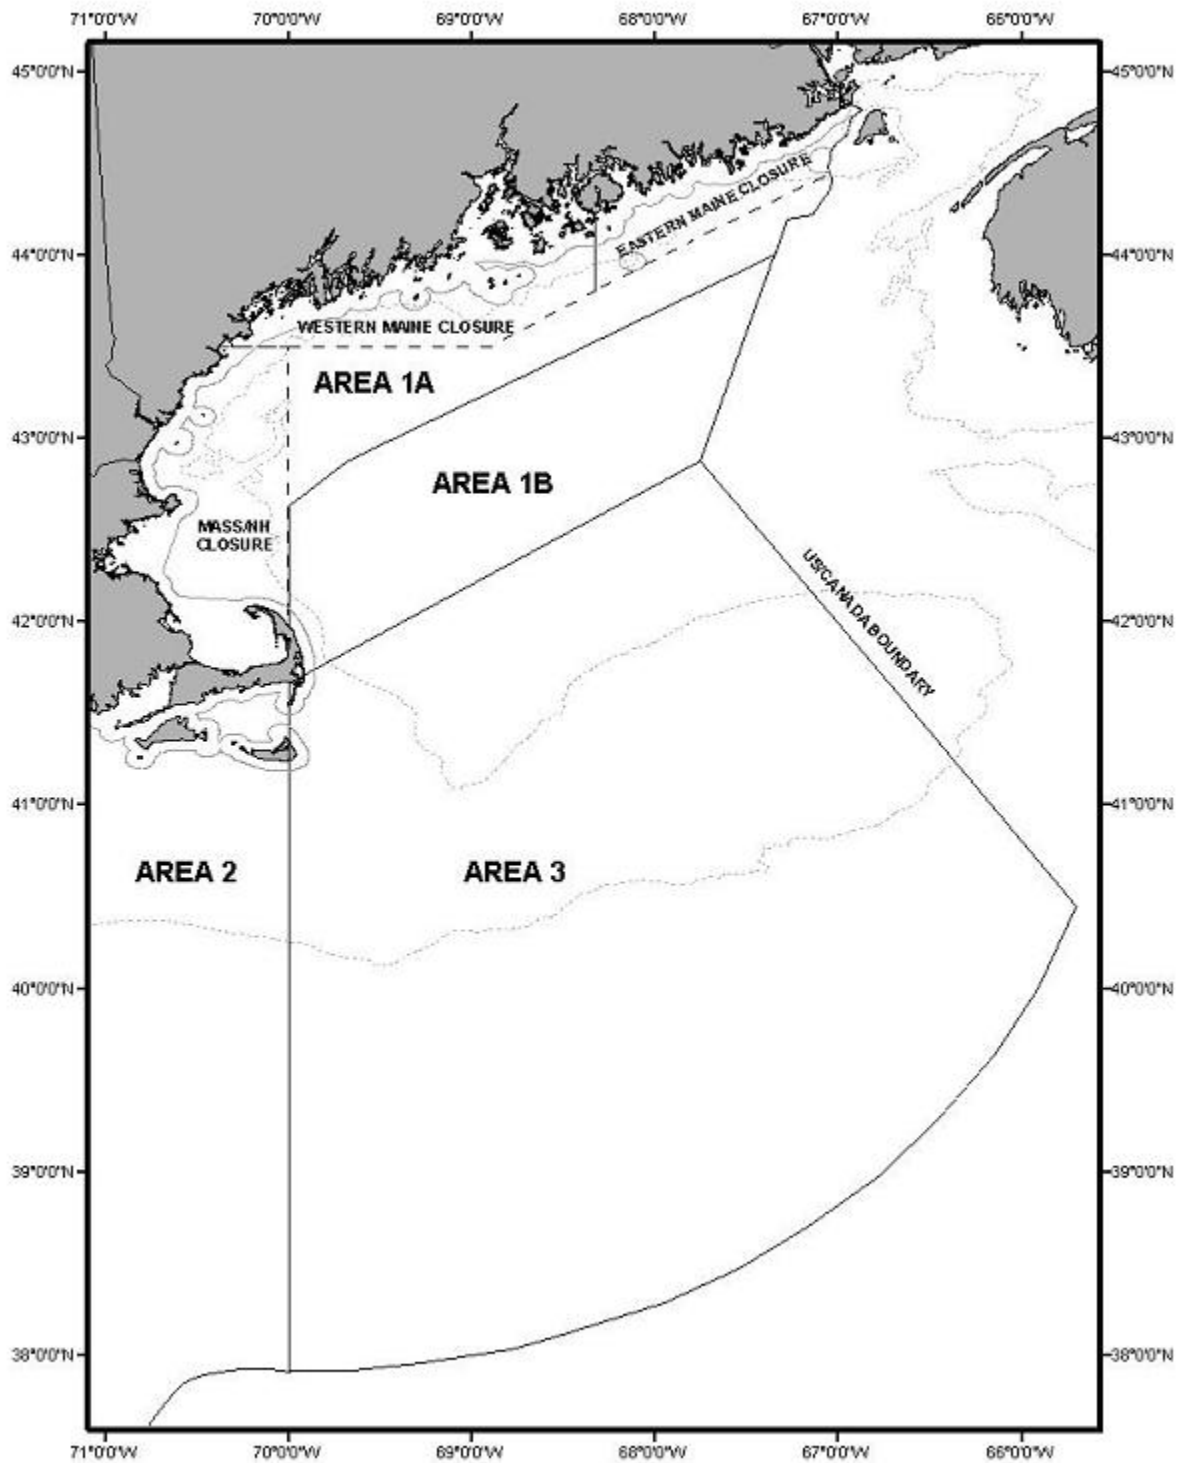 71°0'0"W 70°0'0"W 69°0'0"W 68°0'0"W 67°0'0"W 66°0'0"W
45°0'0"N 45°0'0"N
EASTERN MAINE CLOSURE
44°0'0"N 44°0'0"N
WESTERN MAINE CLOSURE
AREA 1A
43°0'0"N 43°0'0"N
AREA 1B
MASS/NH
CLOSURE
US/CANADA BOUNDARY
42°0'0"N 42°0'0"N
41°0'0"N 41°0'0"N
AREA 2 AREA 3
40°0'0"N 40°0'0"N
39°0'0"N 39°0'0"N
38°0'0"N 38°0'0"N
71°0'0"W 70°0'0"W 69°0'0"W 68°0'0"W 67°0'0"W 66°0'0"W